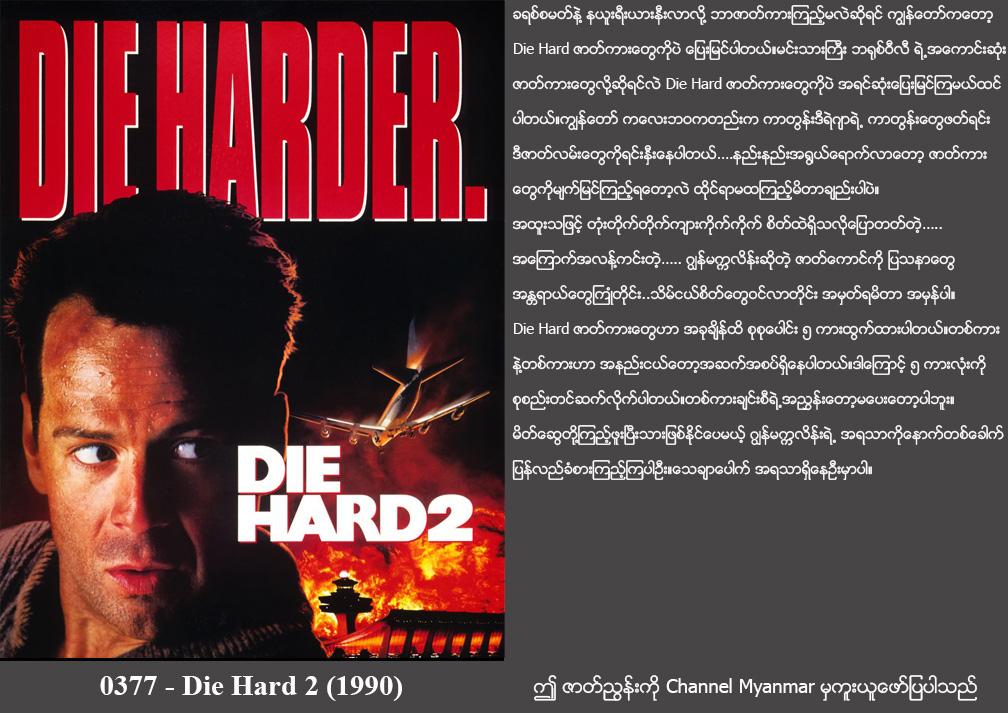 DIE HARDER.
DIE
HARD2
0377 - Die Hard 2 (1990)
ခရစ်စမတ်နဲ့ နယူးရီးယားနီးလာလို့ ဘာဇာတ်ကားကြည့်မလဲဆိုရင် ကျွန်တော်ကတော့
Die Hard ဇာတ်ကားတွေကိုပဲ ပြေးမြင်ပါတယ်။မင်းသားကြီး ဘရုစ်ဝီလီ ရဲ့အကောင်းဆုံး
ဇာတ်ကားတွေလို့ဆိုရင်လဲ Die Hard ဇာတ်ကားတွေကိုပဲ အရင်ဆုံးပြေးမြင်ကြမယ်ထင်
ပါတယ်။ကျွန်တော် ကလေးဘဝကတည်းက ကာတွန်းဒီရဲဂျာရဲ့ ကာတွန်းတွေဖတ်ရင်း
ဒီဇာတ်လမ်းတွေကိုရင်းနှီးနေပါတယ်....နည်းနည်းအရွယ်ရောက်လာတော့ ဇာတ်ကား
တွေကိုမျက်မြင်ကြည့်ရတော့လဲ ထိုင်ရာမထကြည့်မိတာချည်းပါပဲ။
အထူးသဖြင့် တုံးတိုက်တိုက်ကျားကိုက်ကိုက် စိတ်ထဲရှိသလိုပြောတတ်တဲ့.....
အကြောက်အလန့်ကင်းတဲ့..... ဂျွန်မက္ကလိန်းဆိုတဲ့ ဇာတ်ကောင်ကို ပြသနာတွေ
အန္တရာယ်တွေကြုံတိုင်း..သိမ်ငယ်စိတ်တွေဝင်လာတိုင်း အမှတ်ရမိတာ အမှန်ပါ။
Die Hard ဇာတ်ကားတွေဟာ အခုချိန်ထိ စုစုပေါင်း ၅ ကားထွက်ထားပါတယ်။တစ်ကား
နဲ့တစ်ကားဟာ အနည်းငယ်တော့အဆက်အစပ်ရှိနေပါတယ်။ဒါကြောင့် ၅ ကားလုံးကို
စုစည်းတင်ဆက်လိုက်ပါတယ်။တစ်ကားချင်းစီရဲ့အညွှန်းတော့မပေးတော့ပါဘူး။
မိတ်ဆွေတို့ကြည့်ဖူးပြီးသားဖြစ်နိုင်ပေမယ့် ဂျွန်မက္ကလိန်းရဲ့ အရသာကိုနောက်တစ်ခေါက်
ပြန်လည်ခံစားကြည့်ကြပါဦး။သေချာပေါက် အရသာရှိနေဦးမှာပါ။
ဤ ဇာတ်ညွှန်းကို Channel Myanmar မှကူးယူဖော်ပြပါသည်